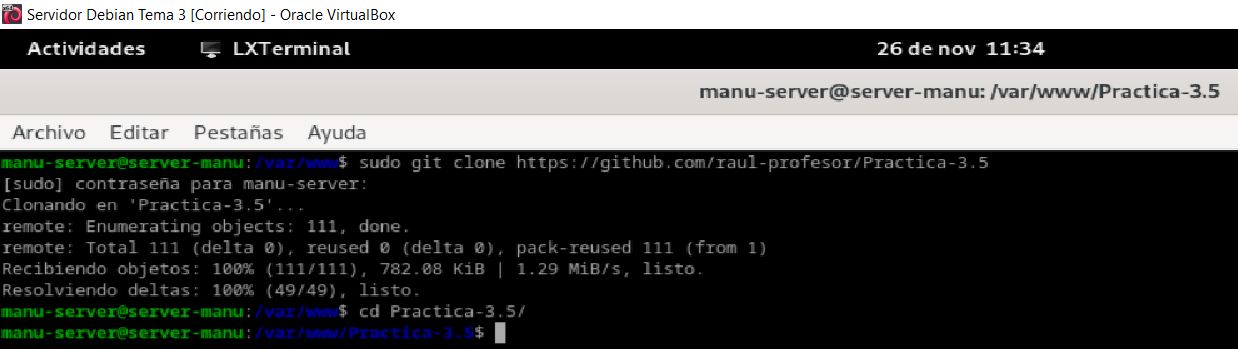 Servidor Debian Tema 3 [Corriendo] - Oracle VirtualBox
Actividades LXTerminal 26 de nov 11:34
manu-server@server-manu: /var/www/Practica-3.5
Archivo Editar Pestañas Ayuda
manu-server@server-manu:/var/www$ sudo git clone https://github.com/raul-profesor/Practica-3.5
[sudo] contraseña para manu-server:
Clonando en 'Practica-3.5'...
remote: Enumerating objects: 111, done.
remote: Total 111 (delta 0), reused 0 (delta 0), pack-reused 111 (from 1)
Recibiendo objetos: 100% (111/111), 782.08 KiB | 1.29 MiB/s, listo.
Resolviendo deltas: 100% (49/49), listo.
manu-server@server-manu:/var/www$ cd Practica-3.5/
manu-server@server-manu:/var/www/Practica-3.5$